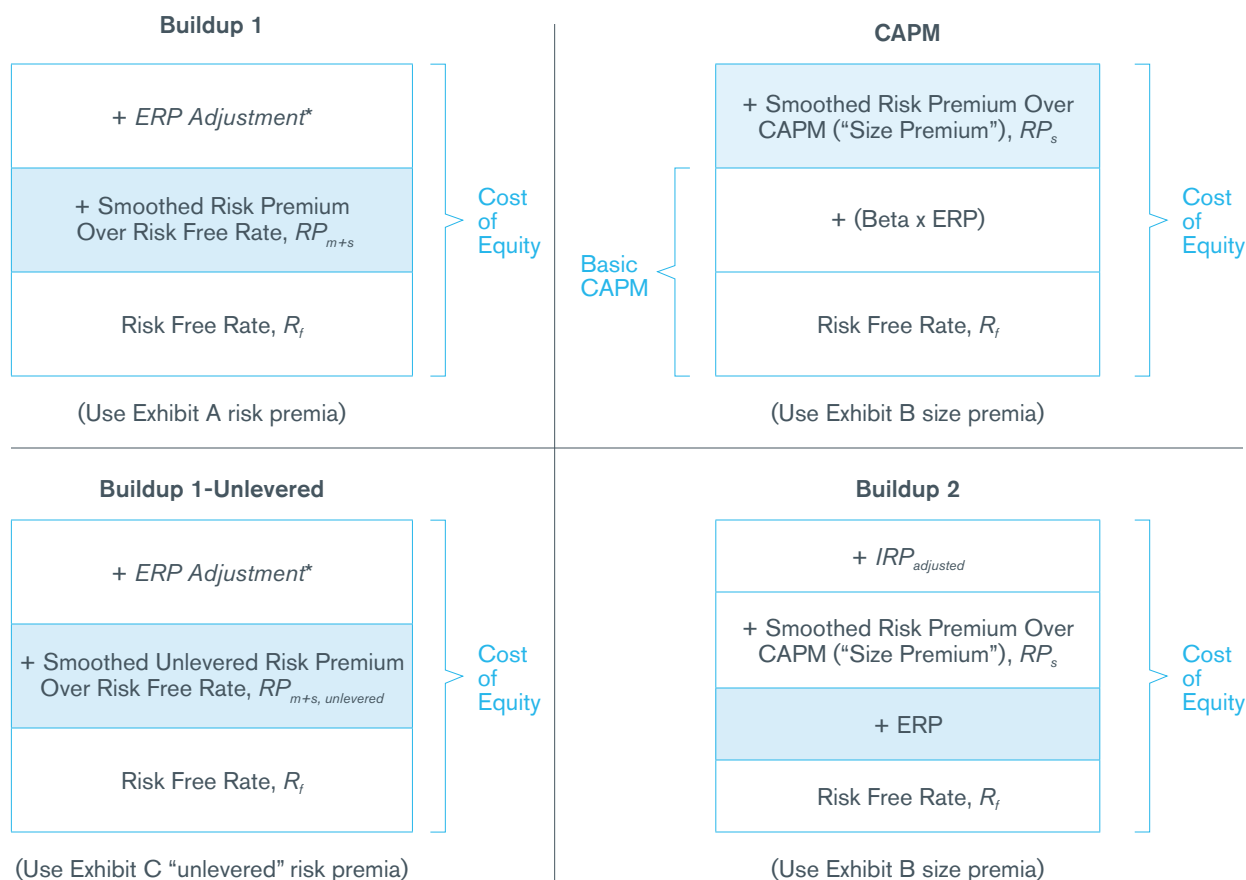 Buildup 1
+ ERP Adjustment*
+ Smoothed Risk Premium
Over Risk Free Rate, RPm+s
Risk Free Rate, Rf
Cost
of
Equity
(Use Exhibit A risk premia)
CAPM
+ Smoothed Risk Premium Over
CAPM (“Size Premium”), RPs
+ (Beta x ERP)
Risk Free Rate, Rf
Basic
CAPM
Cost
of
Equity
(Use Exhibit B size premia)
Buildup 1-Unlevered
+ ERP Adjustment*
+ Smoothed Unlevered Risk Premium
Over Risk Free Rate, RPm+s, unlevered
Risk Free Rate, Rf
Cost
of
Equity
(Use Exhibit C “unlevered” risk premia)
Buildup 2
+ IRPadjusted
+ Smoothed Risk Premium Over
CAPM (“Size Premium”), RPs
+ ERP
Risk Free Rate, Rf
Cost
of
Equity
(Use Exhibit B size premia)